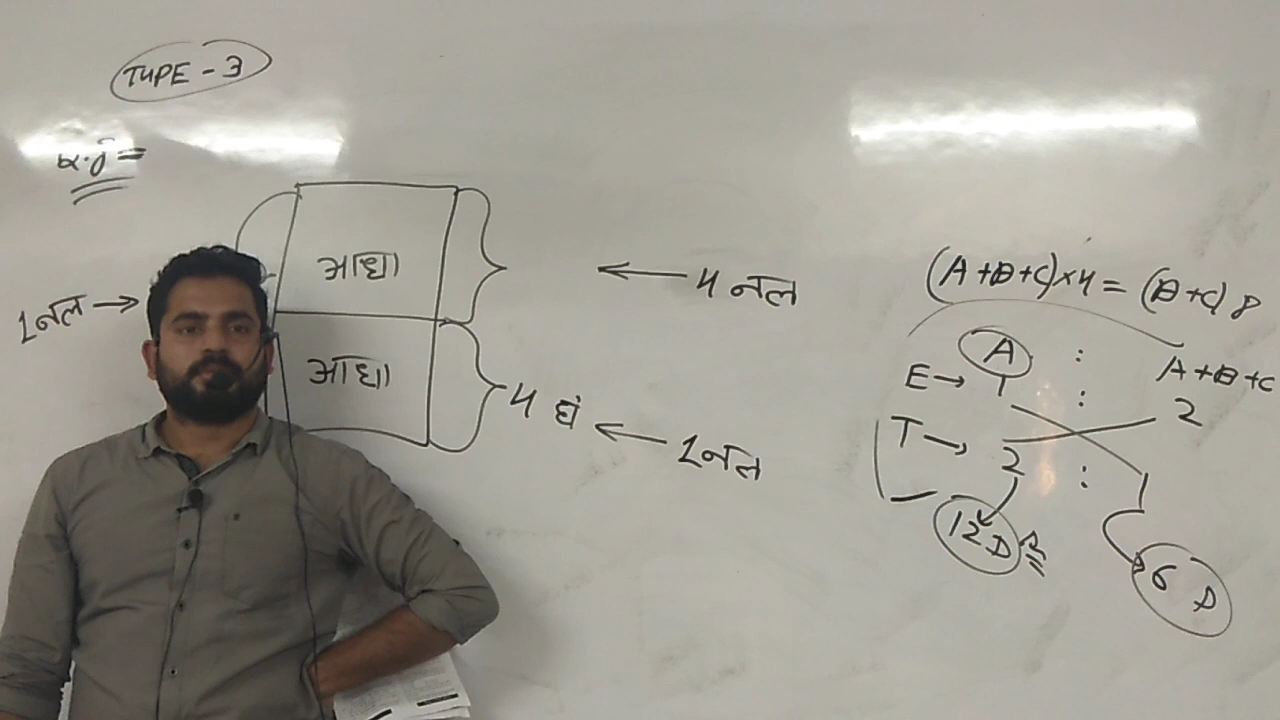 TYPE - 3
α.j =
आधा
आधा
1 नल →
4 घं
← 4 नल
← 1 नल
(A+B+C)×4 = (B+C) 8
A : A+B+C
E → 1 : 2
T → 2 : 1
12 D
6 D